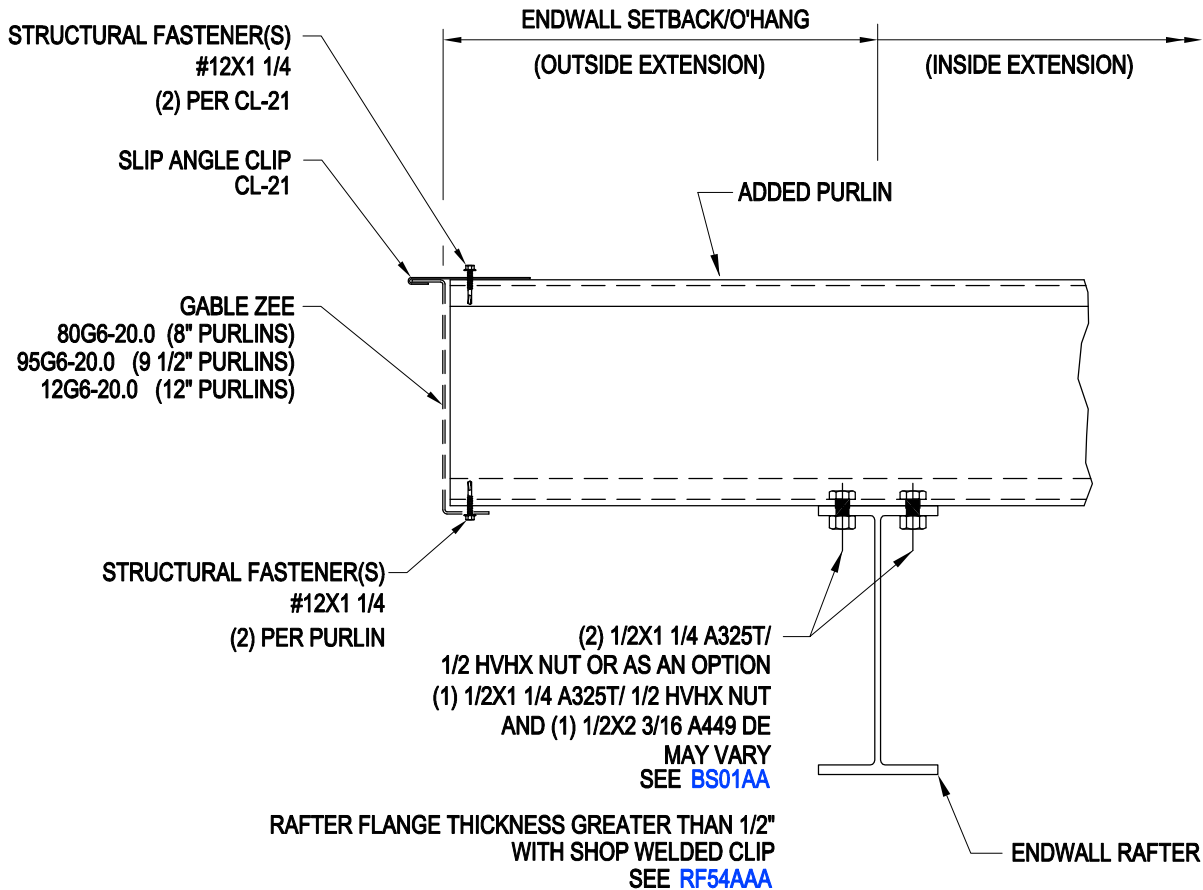 ENDWALL SETBACK/O'HANG
(OUTSIDE EXTENSION)
(INSIDE EXTENSION)
STRUCTURAL FASTENER(S)
#12X1 1/4
(2) PER CL-21
SLIP ANGLE CLIP
CL-21
ADDED PURLIN
GABLE ZEE
80G6-20.0 (8" PURLINS)
95G6-20.0 (9 1/2" PURLINS)
12G6-20.0 (12" PURLINS)
STRUCTURAL FASTENER(S)
#12X1 1/4
(2) PER PURLIN
(2) 1/2X1 1/4 A325T/
1/2 HVHX NUT OR AS AN OPTION
(1) 1/2X1 1/4 A325T/ 1/2 HVHX NUT
AND (1) 1/2X2 3/16 A449 DE
MAY VARY
SEE BS01AA
RAFTER FLANGE THICKNESS GREATER THAN 1/2"
WITH SHOP WELDED CLIP
SEE RF54AAA
ENDWALL RAFTER